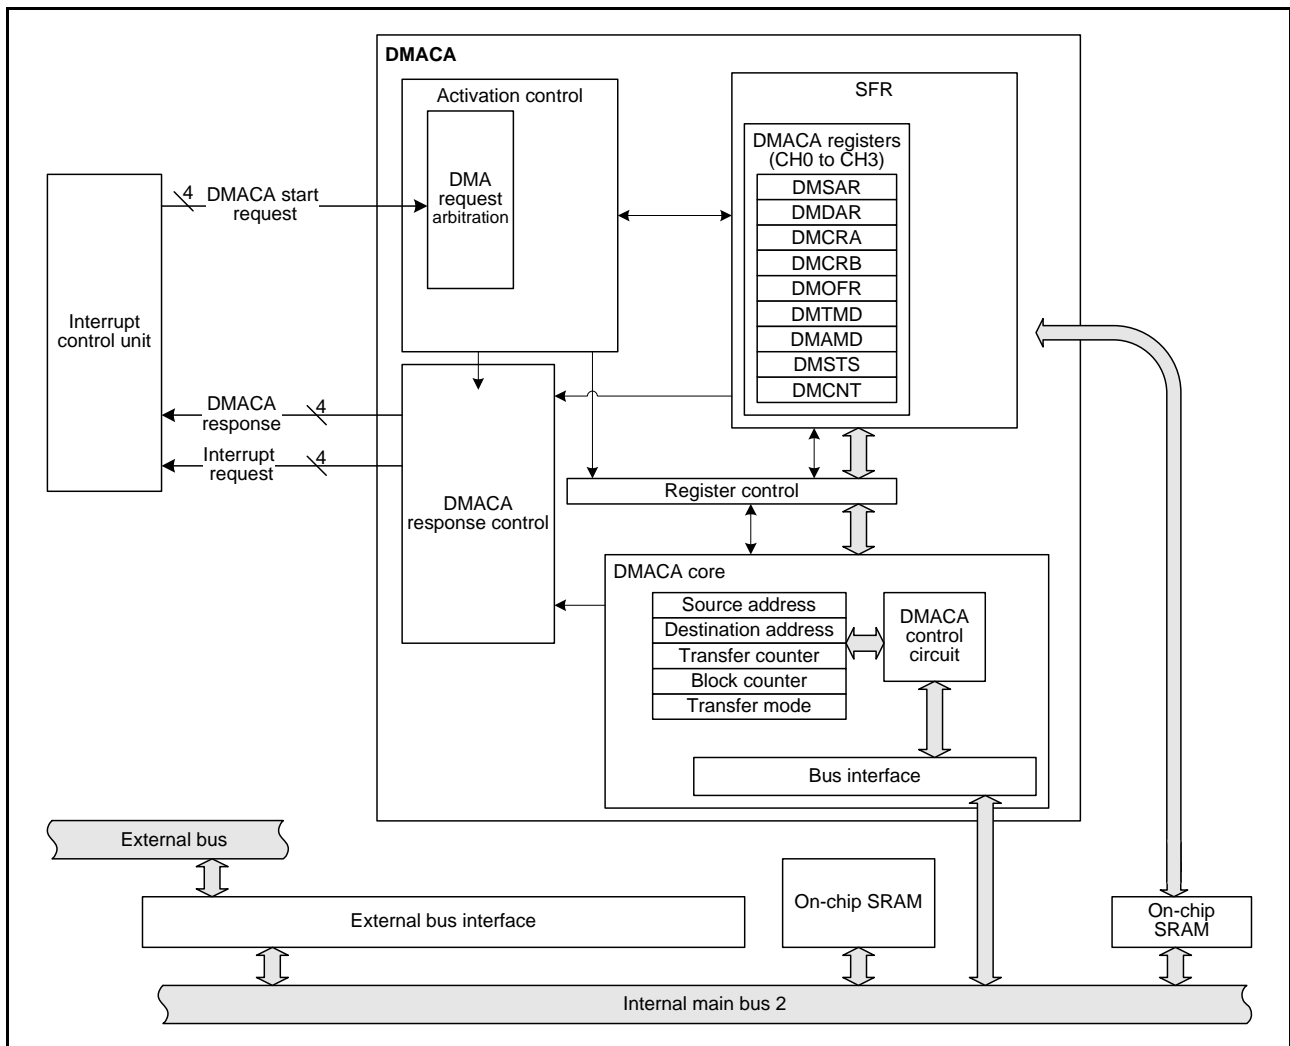 DMACA
Activation control
DMA
request
arbitration
SFR
DMACA registers
(CH0 to CH3)
DMSAR
DMDAR
DMCRA
DMCRB
DMOFR
DMTMD
DMAMD
DMSTS
DMCNT
Interrupt
control unit
4
DMACA start
request
DMACA
response
4
Interrupt
request
4
DMACA
response control
Register control
DMACA core
Source address
Destination address
Transfer counter
Block counter
Transfer mode
DMACA
control
circuit
Bus interface
External bus
External bus interface
On-chip SRAM
On-chip
SRAM
Internal main bus 2